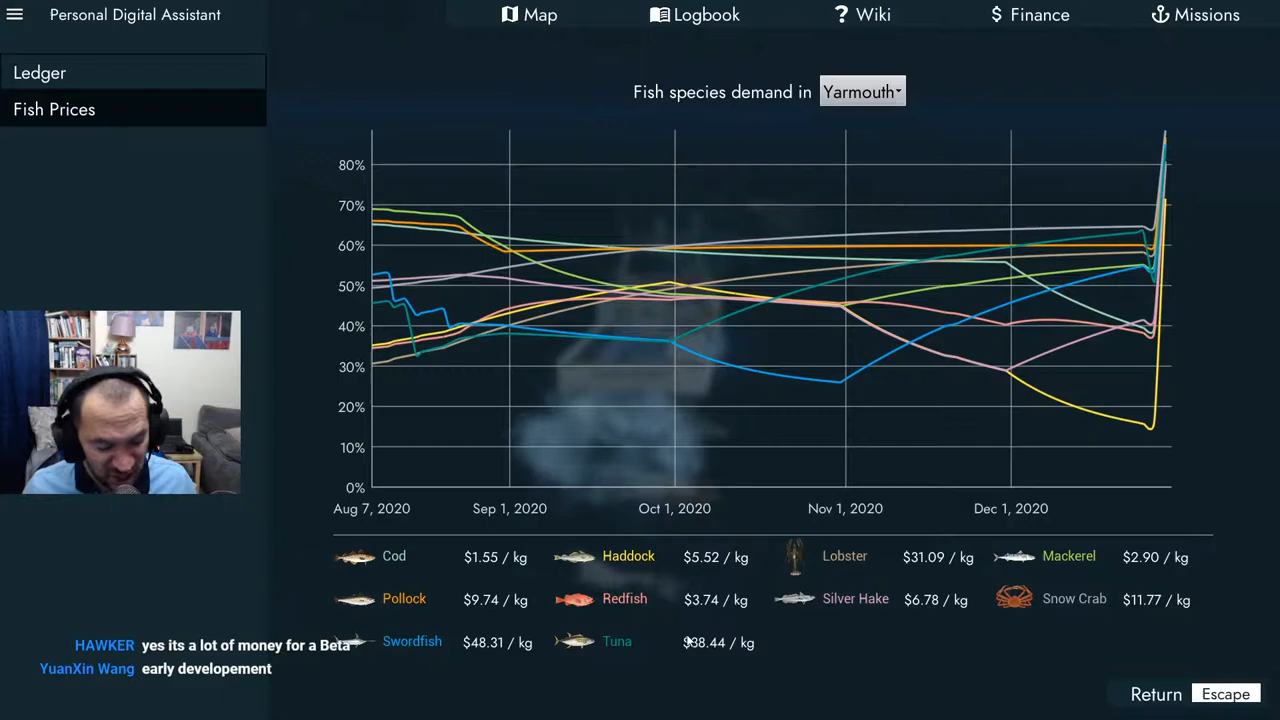 Personal Digital Assistant
Map
Logbook
? Wiki
$ Finance
Missions
Ledger
Fish Prices
Fish species demand in Yarmouth
80%
70%
60%
50%
40%
30%
20%
10%
0%
Aug 7, 2020
Sep 1, 2020
Oct 1, 2020
Nov 1, 2020
Dec 1, 2020
Cod $1.55 / kg
Haddock $5.52 / kg
Lobster $31.09 / kg
Mackerel $2.90 / kg
Pollock $9.74 / kg
Redfish $3.74 / kg
Silver Hake $6.78 / kg
Snow Crab $11.77 / kg
Swordfish $48.31 / kg
Tuna $38.44 / kg
HAWKER yes its a lot of money for a Beta
YuanXin Wang early developement
Return Escape